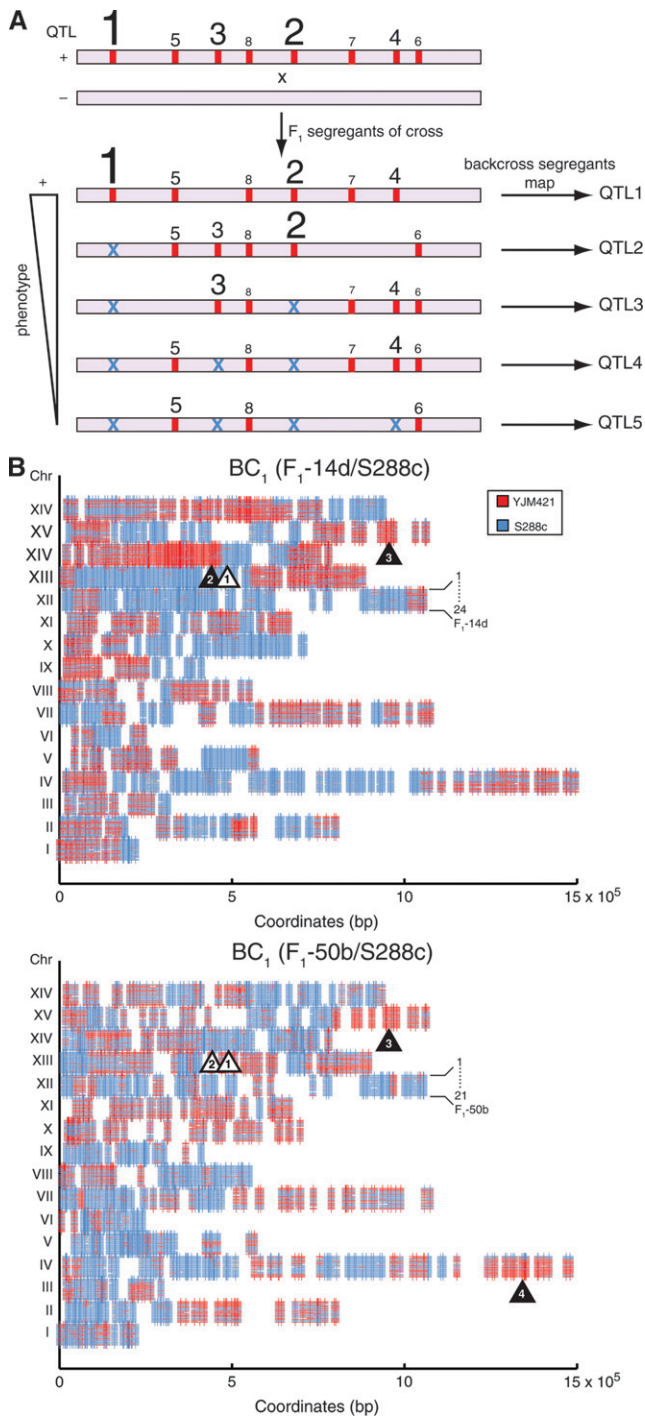 A
QTL
1 5 3 8 2 7 4 6
+
x
−
F1 segregants of cross
backcross segregants
map
+
phenotype
1 5 8 2 7 4
QTL1
X 5 3 8 2 6
QTL2
X 3 8 X 7 4 6
QTL3
X 5 X 8 X 7 4 6
QTL4
X 5 X 8 X X 6
QTL5
B
BC1 (F1-14d/S288c)
Chr
YJM421
S288c
XIV
XV
XIV
3
XIII
2 1
1
XII
24
F1-14d
XI
X
IX
VIII
VII
VI
V
IV
III
II
I
0 5 10 15 x 10^5
Coordinates (bp)
BC1 (F1-50b/S288c)
Chr
XIV
XV
XIV
3
XIII
2 1
1
XII
21
F1-50b
XI
X
IX
VIII
VII
VI
V
IV
4
III
II
I
0 5 10 15 x 10^5
Coordinates (bp)